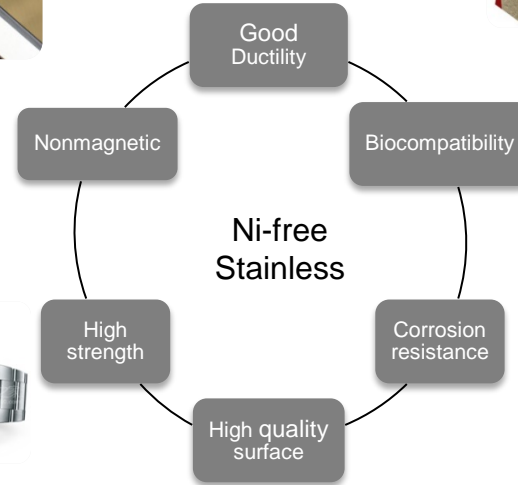 Good
Ductility
Nonmagnetic
Biocompatibility
Ni-free
Stainless
High
strength
Corrosion
resistance
High quality
surface